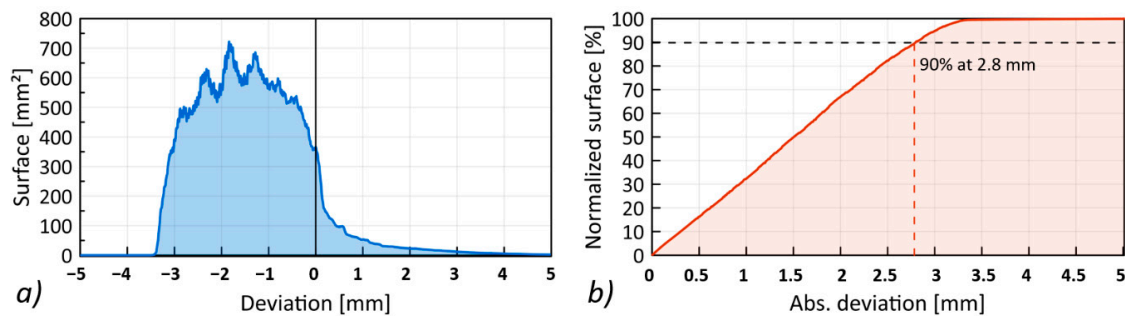 800
700
600
500
400
300
200
100
0
Surface [mm²]
−5 −4 −3 −2 −1 0 1 2 3 4 5
Deviation [mm]
a)
100
90
80
70
60
50
40
30
20
10
0
Normalized surface [%]
90% at 2.8 mm
0 0.5 1 1.5 2 2.5 3 3.5 4 4.5 5
Abs. deviation [mm]
b)